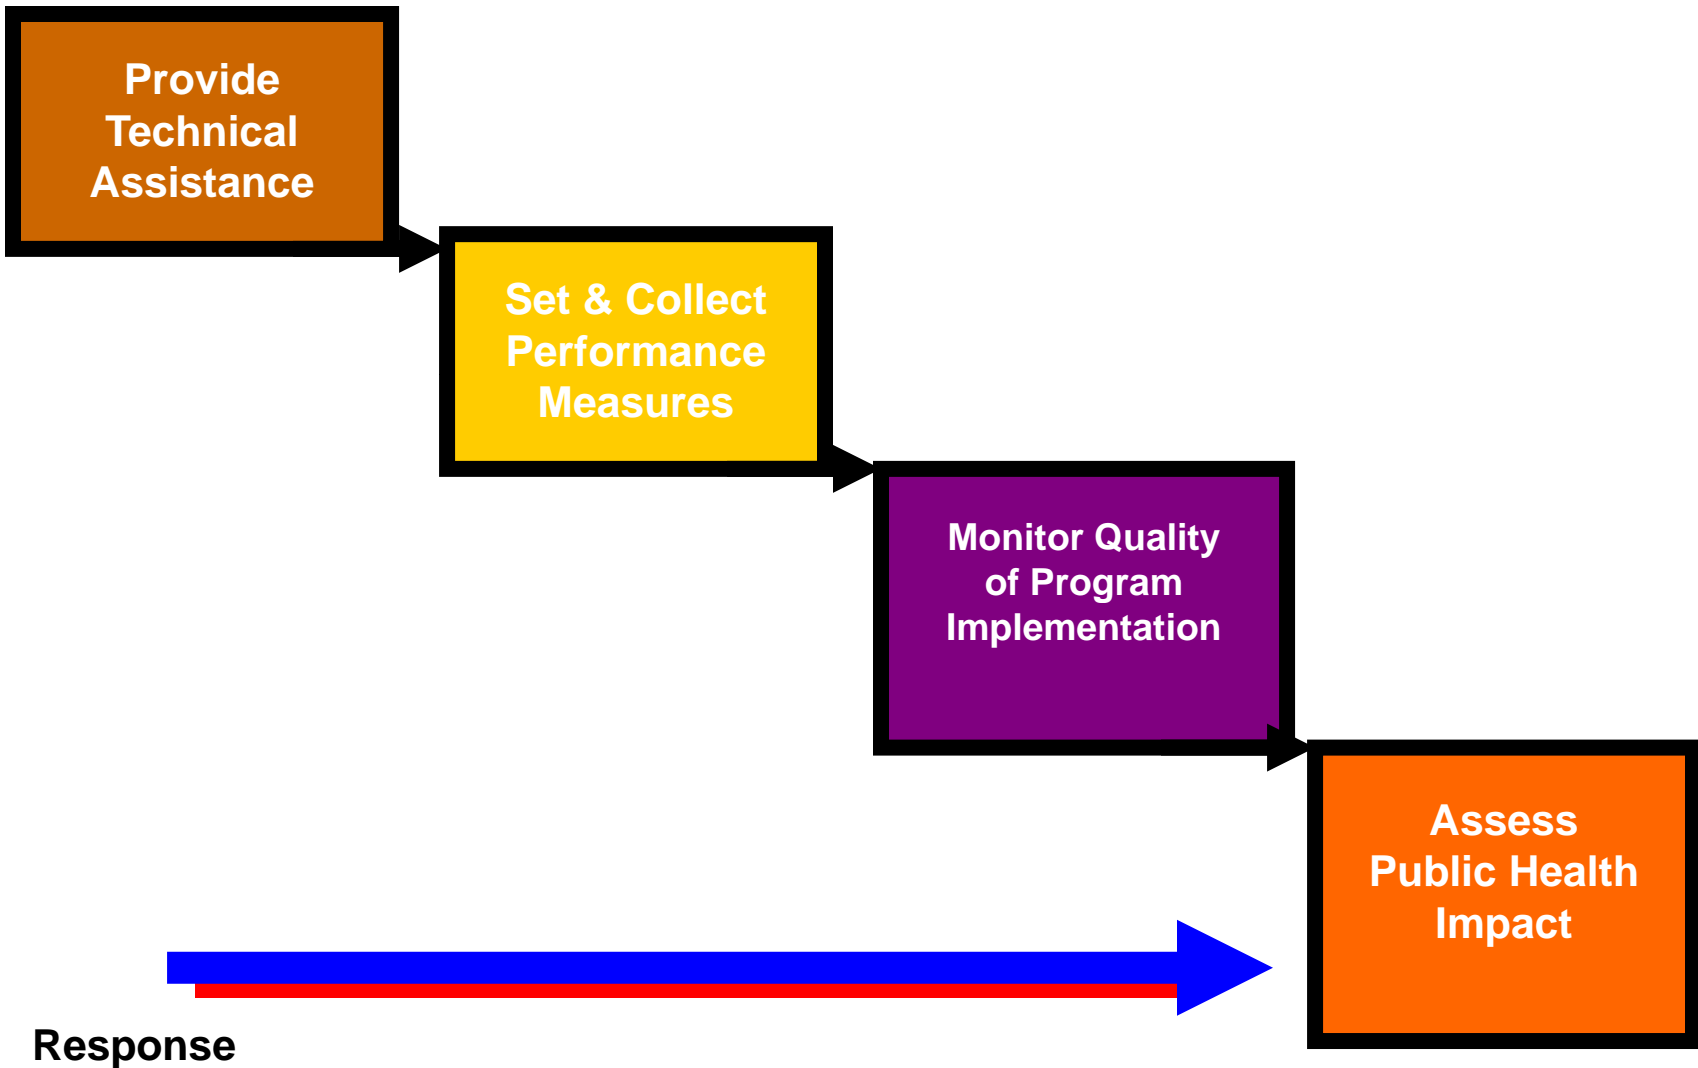 Provide
Technical
Assistance
Set & Collect
Performance
Measures
Monitor Quality
of Program
Implementation
Assess
Public Health
Impact
Response